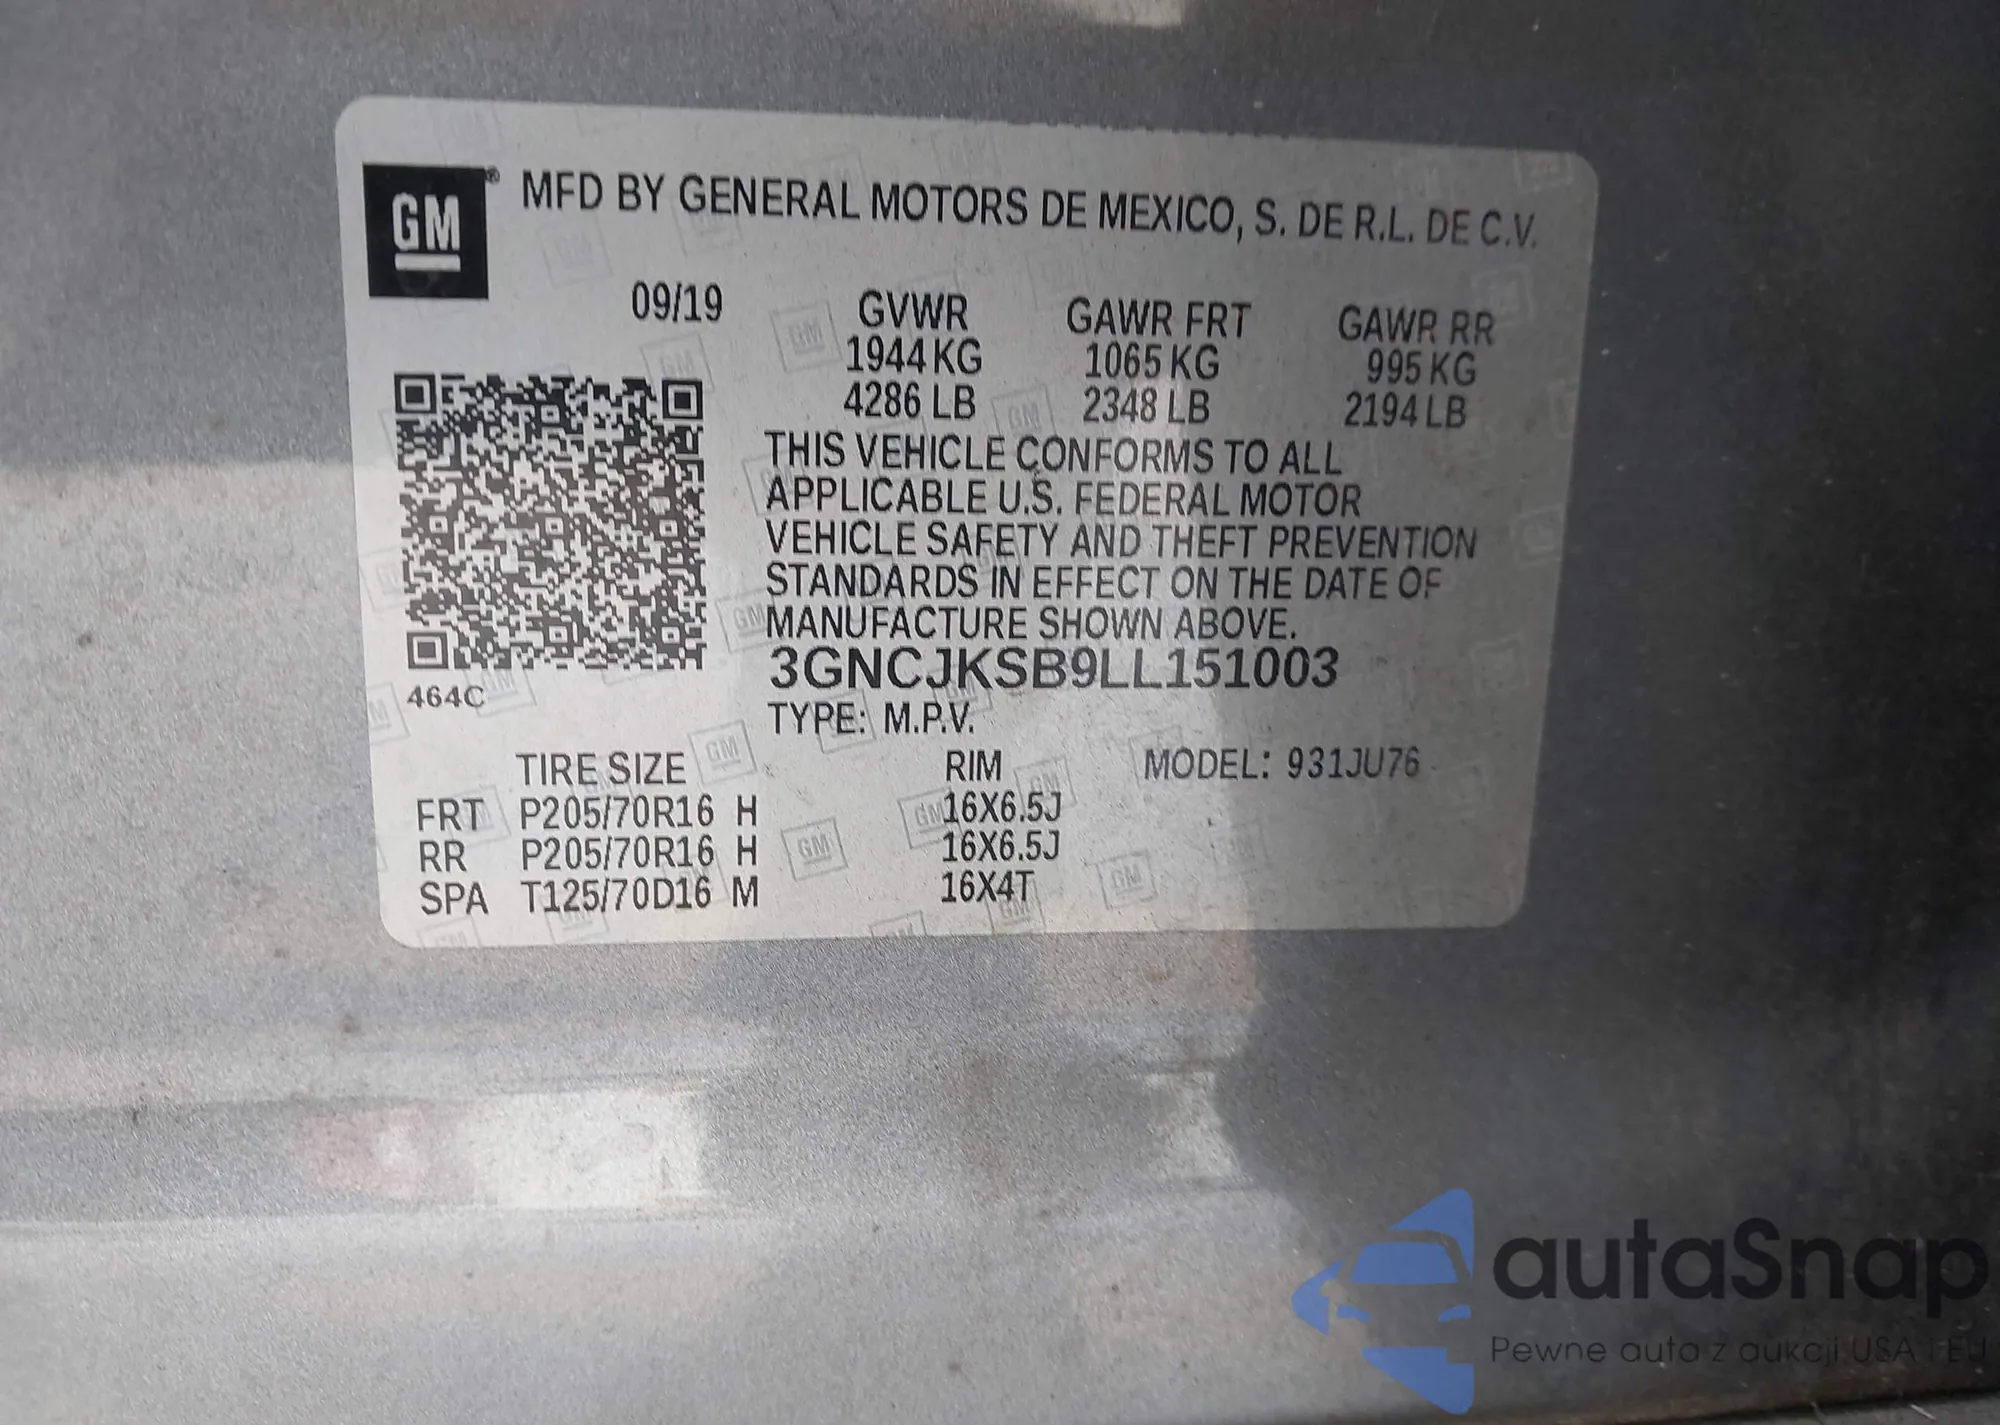 GM® MFD BY GENERAL MOTORS DE MEXICO, S. DE R.L. DE C.V.
09/19 GVWR GAWR FRT GAWR RR
1944 KG 1065 KG 995 KG
4286 LB 2348 LB 2194 LB
THIS VEHICLE CONFORMS TO ALL
APPLICABLE U.S. FEDERAL MOTOR
VEHICLE SAFETY AND THEFT PREVENTION
STANDARDS IN EFFECT ON THE DATE OF
MANUFACTURE SHOWN ABOVE.
3GNCJKSB9LL151003
464C
TYPE: M.P.V.
TIRE SIZE RIM MODEL: 931JU76
FRT P205/70R16 H 16X6.5J
RR P205/70R16 H 16X6.5J
SPA T125/70D16 M 16X4T
autaSnap
Pewne auta z aukcji USA i EU